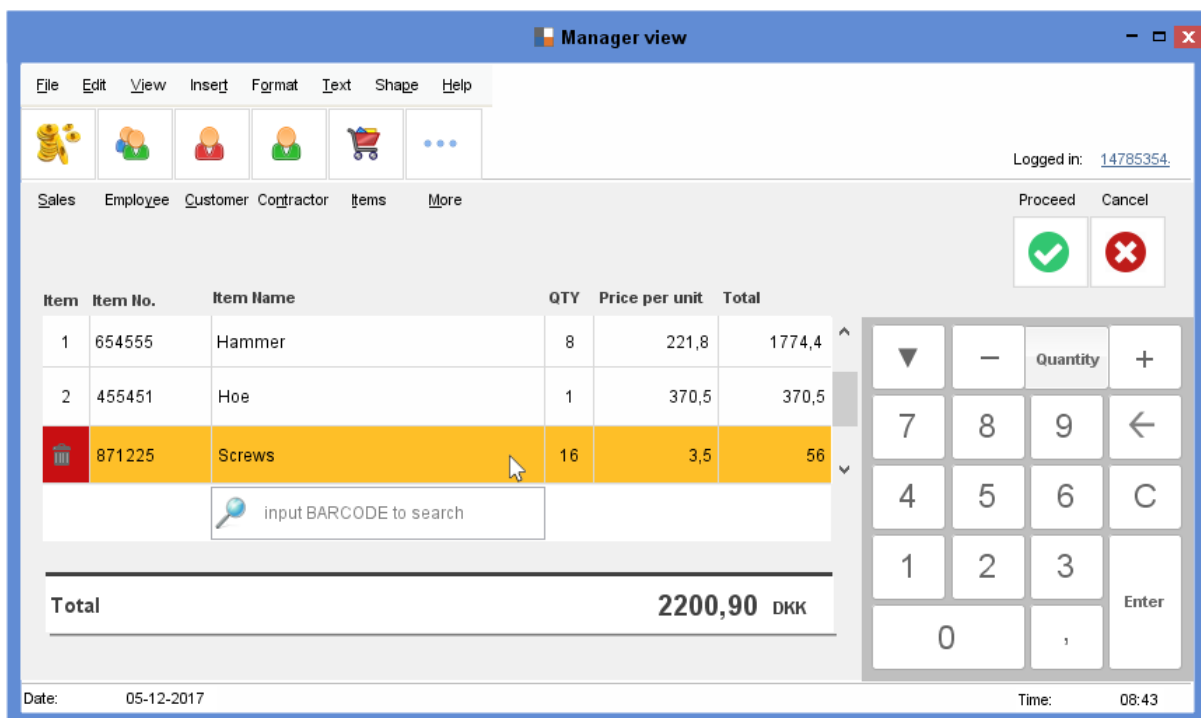 Manager view
File Edit View Insert Format Text Shape Help
Logged in: 14785354.
Sales Employee Customer Contractor Items More Proceed Cancel
Item Item No. Item Name QTY Price per unit Total
1 654555 Hammer 8 221,8 1774,4
2 455451 Hoe 1 370,5 370,5
871225 Screws 16 3,5 56
input BARCODE to search
Total 2200,90 DKK
▼ − Quantity +
7 8 9 ←
4 5 6 C
1 2 3
Enter
0 ,
Date: 05-12-2017 Time: 08:43